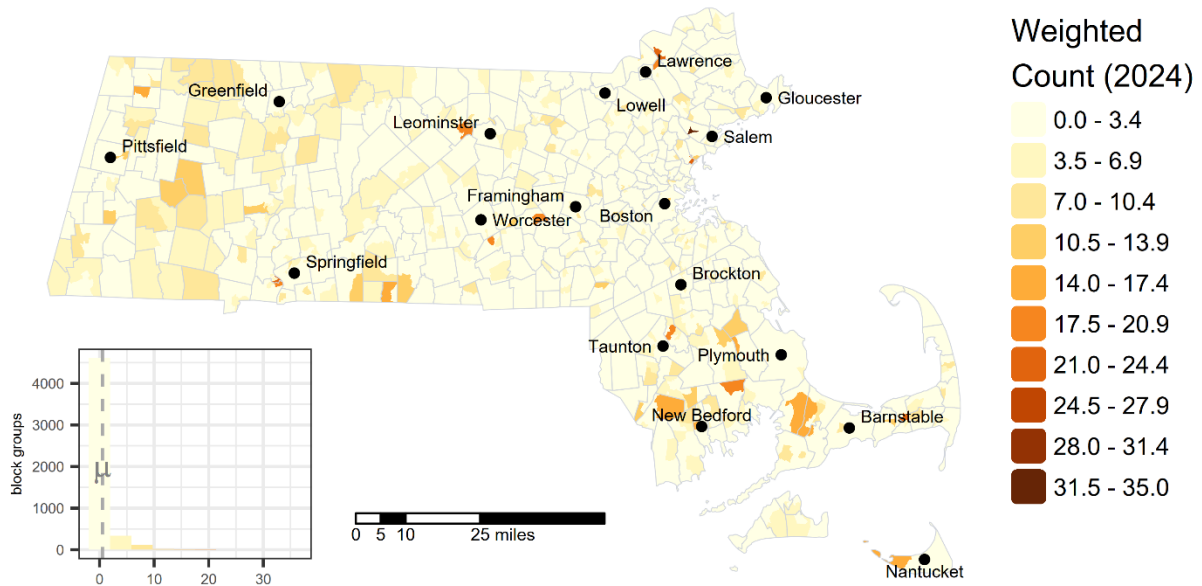 Weighted
Count (2024)
0.0 - 3.4
3.5 - 6.9
7.0 - 10.4
10.5 - 13.9
14.0 - 17.4
17.5 - 20.9
21.0 - 24.4
24.5 - 27.9
28.0 - 31.4
31.5 - 35.0
Lawrence
Greenfield
Lowell
Gloucester
Leominster
Salem
Pittsfield
Framingham
Worcester
Boston
Springfield
Brockton
Taunton
Plymouth
New Bedford
Barnstable
Nantucket
block groups
4000
3000
2000
1000
0
μ
0 10 20 30
0 5 10 25 miles